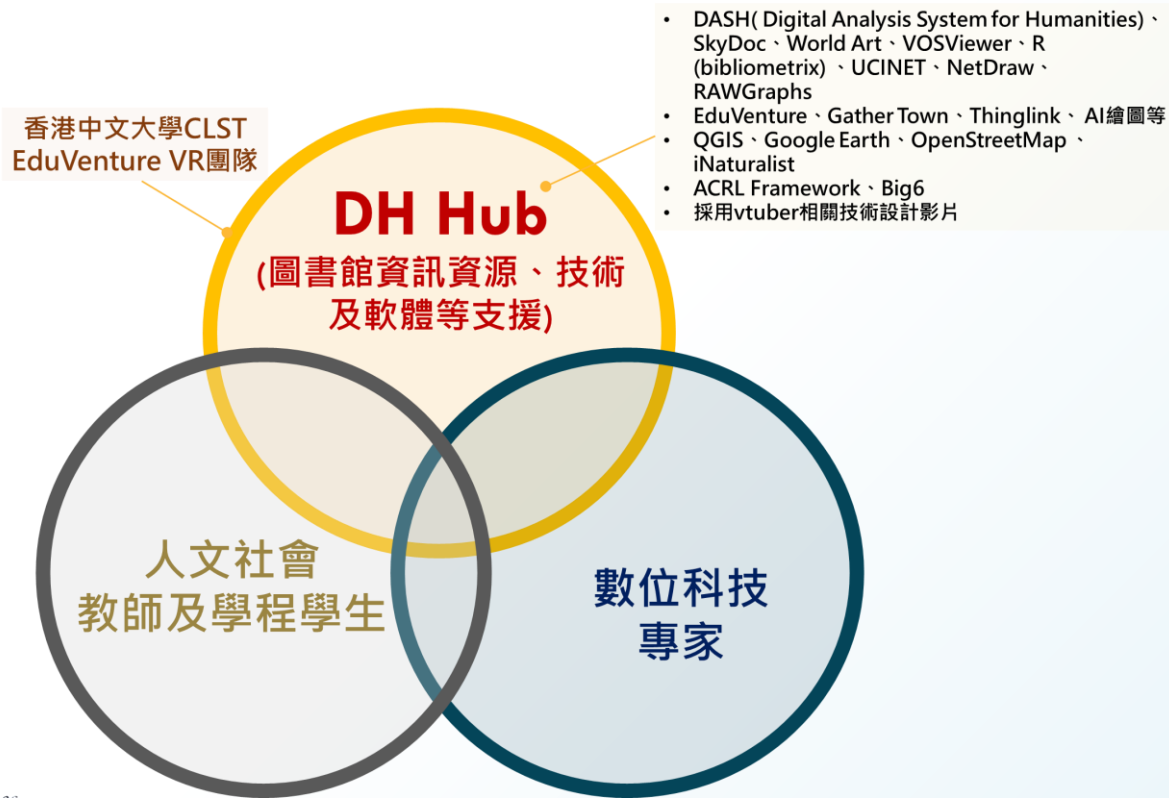 • DASH( Digital Analysis System for Humanities)、
SkyDoc、World Art、VOSViewer、R
(bibliometrix) 、UCINET、NetDraw、
RAWGraphs
• EduVenture、Gather Town、Thinglink、AI繪圖等
• QGIS、Google Earth、OpenStreetMap 、
iNaturalist
• ACRL Framework、Big6
• 採用vtuber相關技術設計影片
香港中文大學CLST
EduVenture VR團隊
DH Hub
(圖書館資訊資源、技術
及軟體等支援)
人文社會
教師及學程學生
數位科技
專家